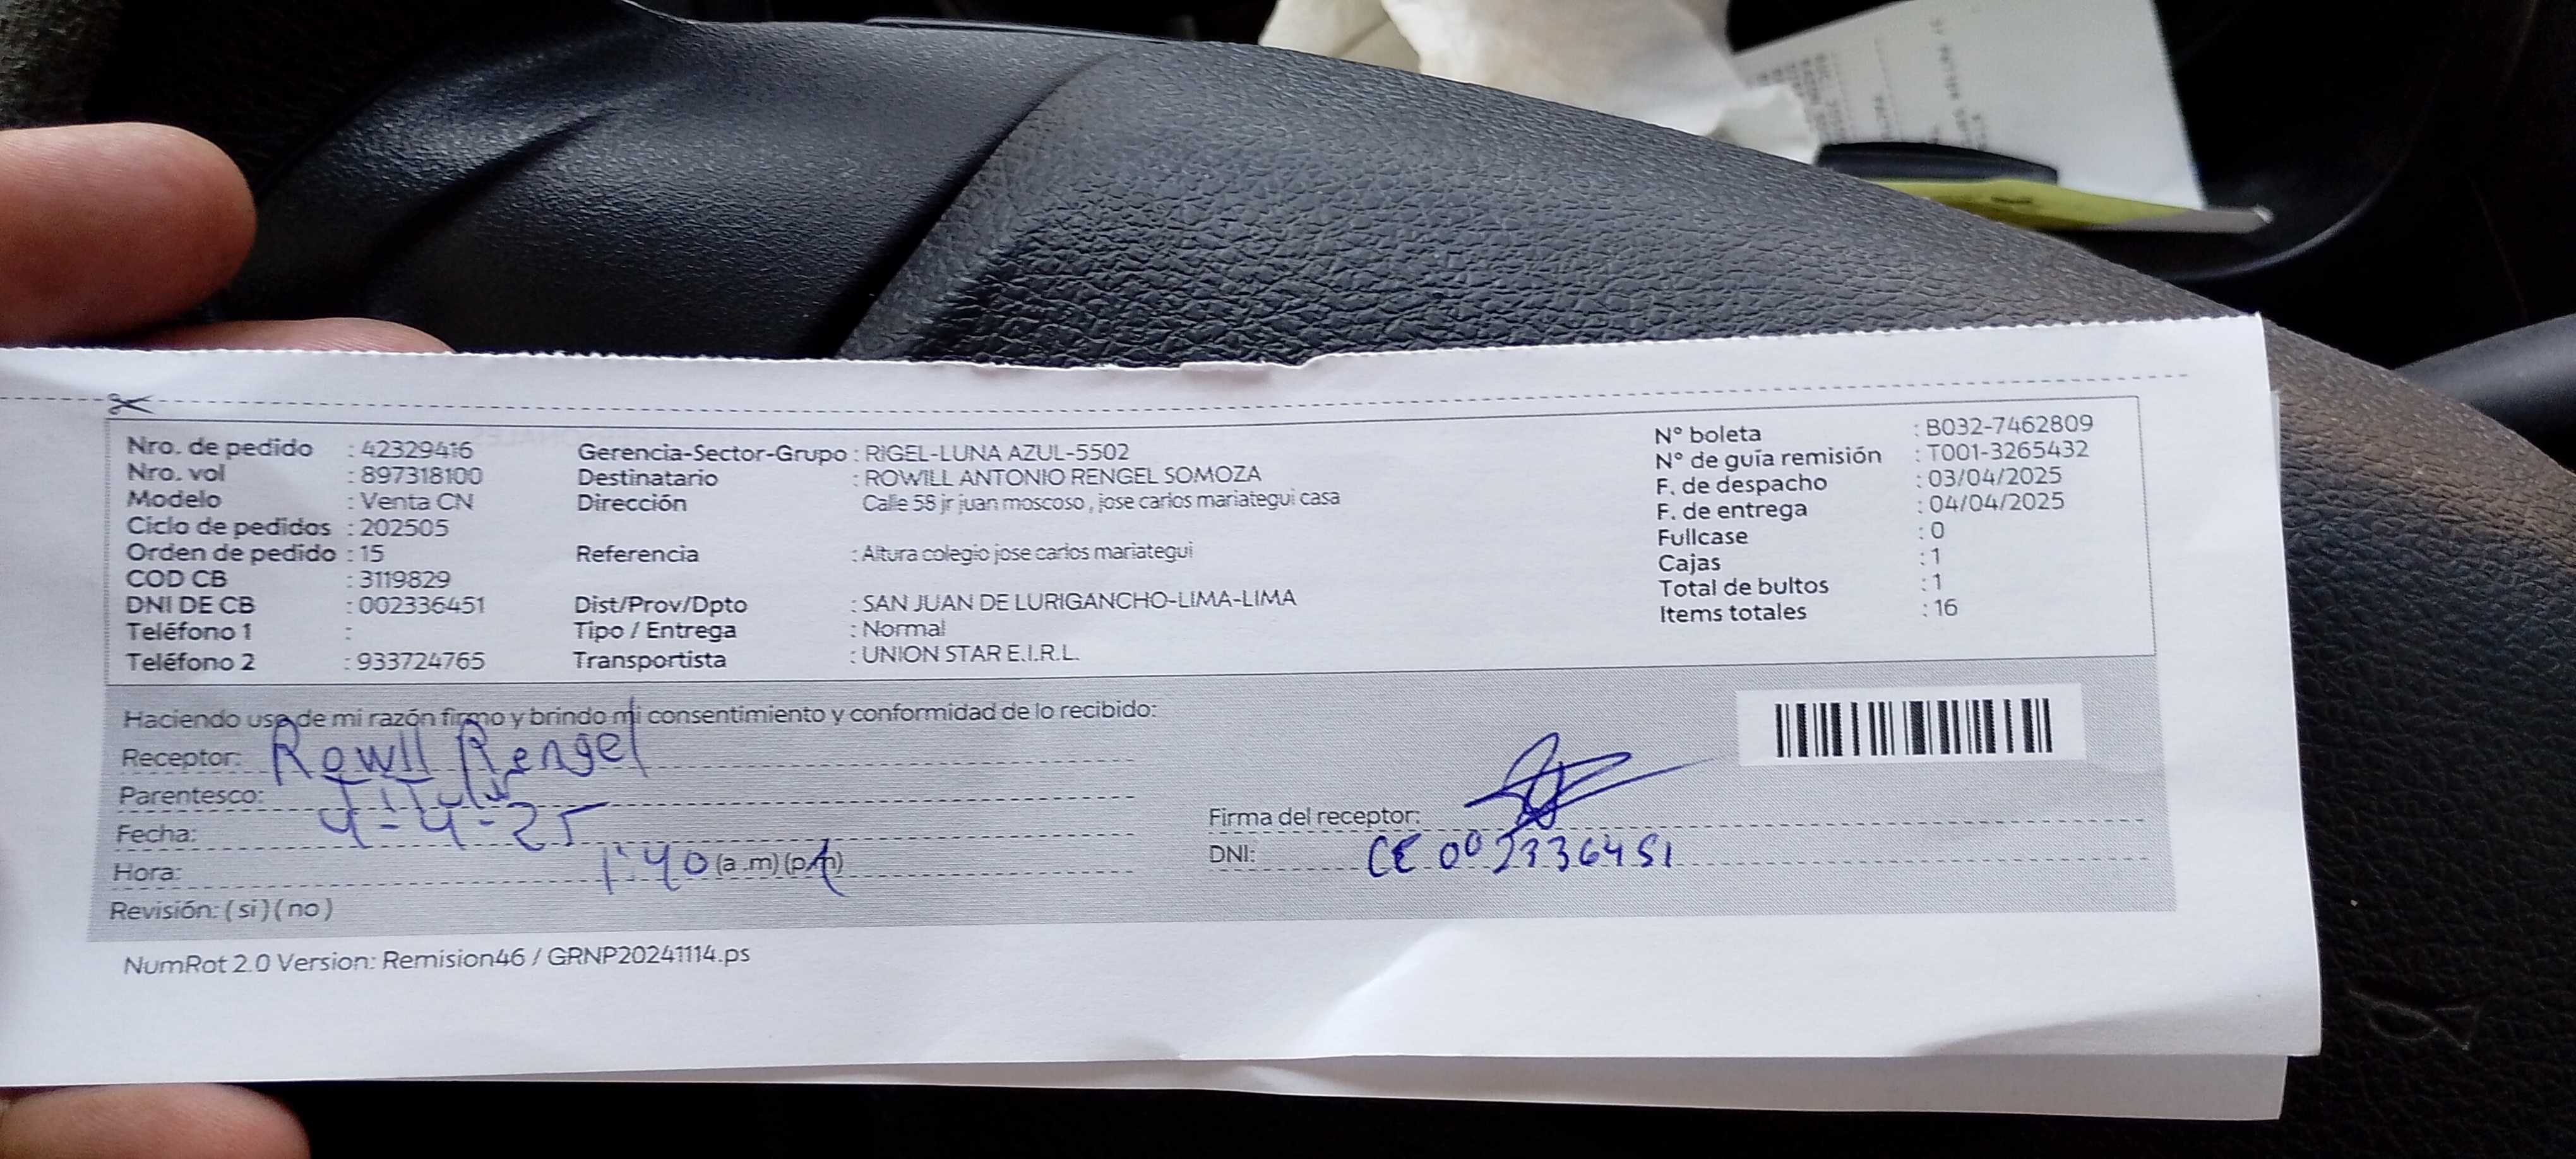 Nro. de pedido : 42329416
Nro. vol : 897318100
Modelo : Venta CN
Ciclo de pedidos : 202505
Orden de pedido : 15
COD CB : 3119829
DNI DE CB : 002336451
Teléfono 1 :
Teléfono 2 : 933724765
Gerencia-Sector-Grupo : RIGEL-LUNA AZUL-5502
Destinatario : ROWILL ANTONIO RENGEL SOMOZA
Dirección Calle 58 jr juan moscoso , jose carlos mariategui casa
Referencia : Altura colegio jose carlos mariategui
Dist/Prov/Dpto : SAN JUAN DE LURIGANCHO-LIMA-LIMA
Tipo / Entrega : Normal
Transportista : UNION STAR E.I.R.L.
N° boleta : B032-7462809
N° de guía remisión : T001-3265432
F. de despacho : 03/04/2025
F. de entrega : 04/04/2025
Fullcase : 0
Cajas : 1
Total de bultos : 1
Items totales : 16
Haciendo uso de mi razón firmo y brindo mi consentimiento y conformidad de lo recibido:
Receptor: Rowll Rengel
Parentesco: Titular
Fecha: 4-4-25
Hora: 1:40 (a.m) (p.m)
Revisión: ( si ) ( no )
Firma del receptor:
DNI: CE 002336451
NumRot 2.0 Version: Remision46 / GRNP20241114.ps